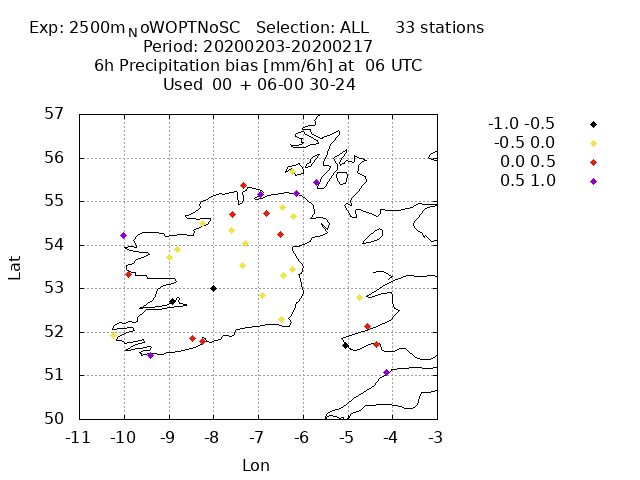 Exp: 2500m_NoWOPTNoSC   Selection: ALL     33 stations
Period: 20200203-20200217
6h Precipitation bias [mm/6h] at  06 UTC
Used  00 + 06-00 30-24
-1.0 -0.5
-0.5 0.0
0.0 0.5
0.5 1.0
57
56
55
54
53
52
51
50
Lat
-11 -10 -9 -8 -7 -6 -5 -4 -3
Lon